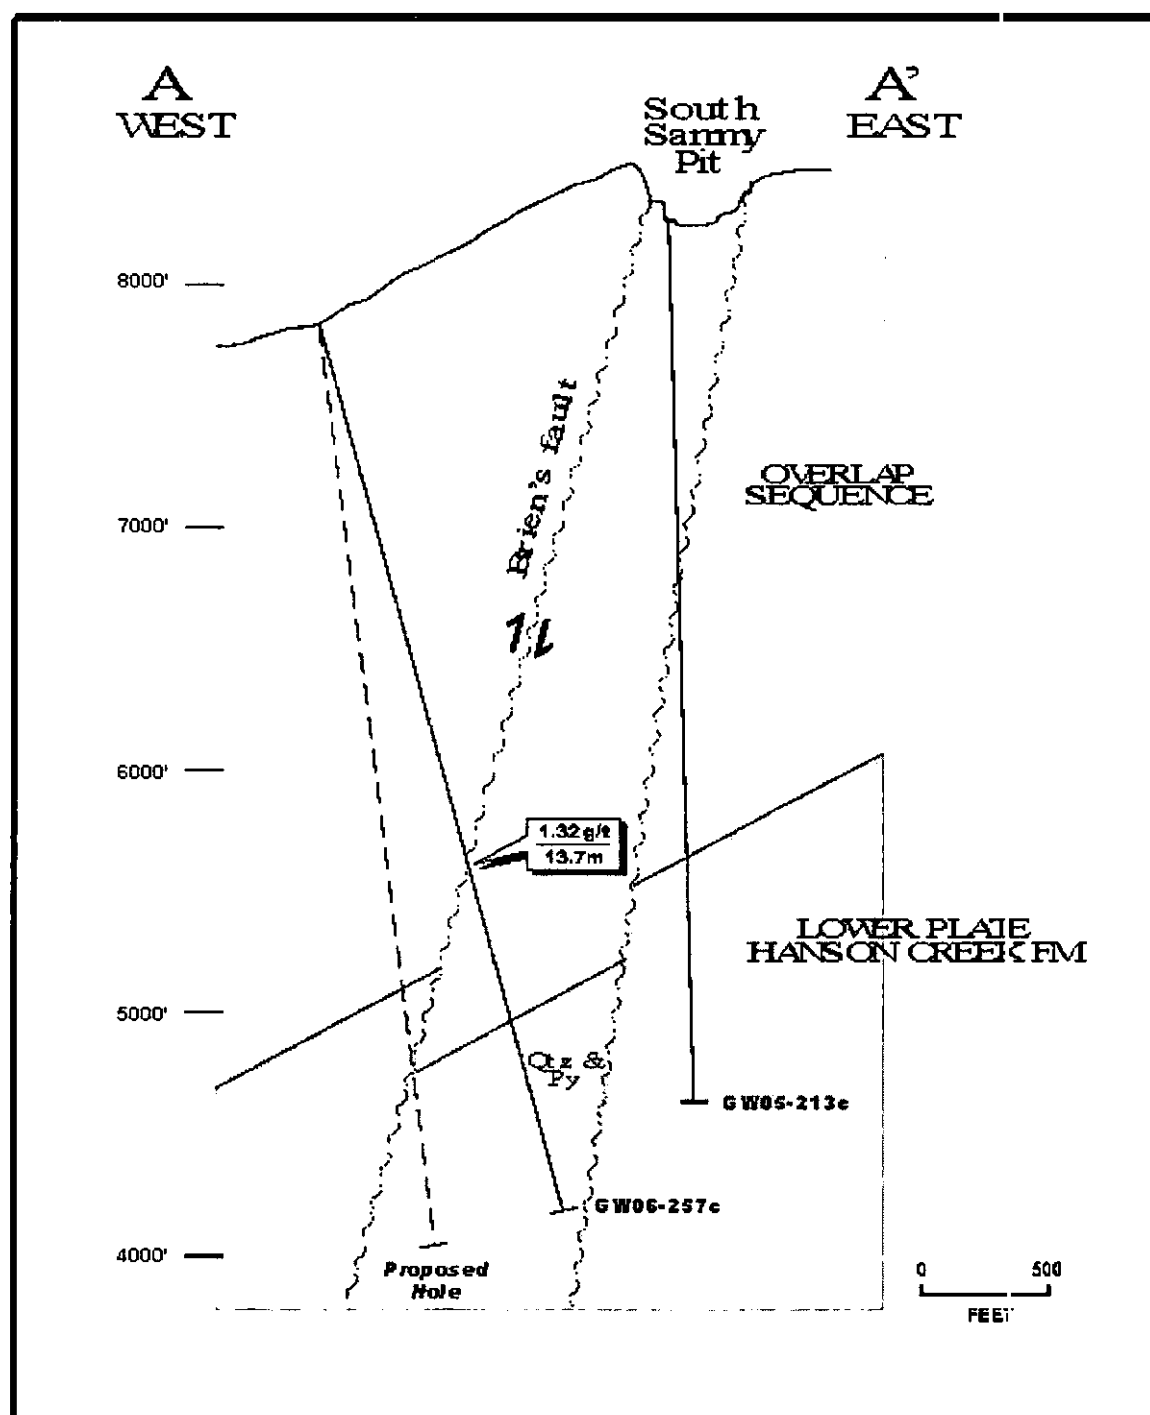 A
WEST
South
Sammy
Pit
A'
EAST
8000'
Brien's fault
OVERLAP
SEQUENCE
7000'
6000'
1.32 g/t
13.7m
LOWER PLATE
HANSON CREEK FM
5000'
Qtz &
Py
GW05-213c
GW06-257c
4000'
Proposed
Hole
0 500
FEET